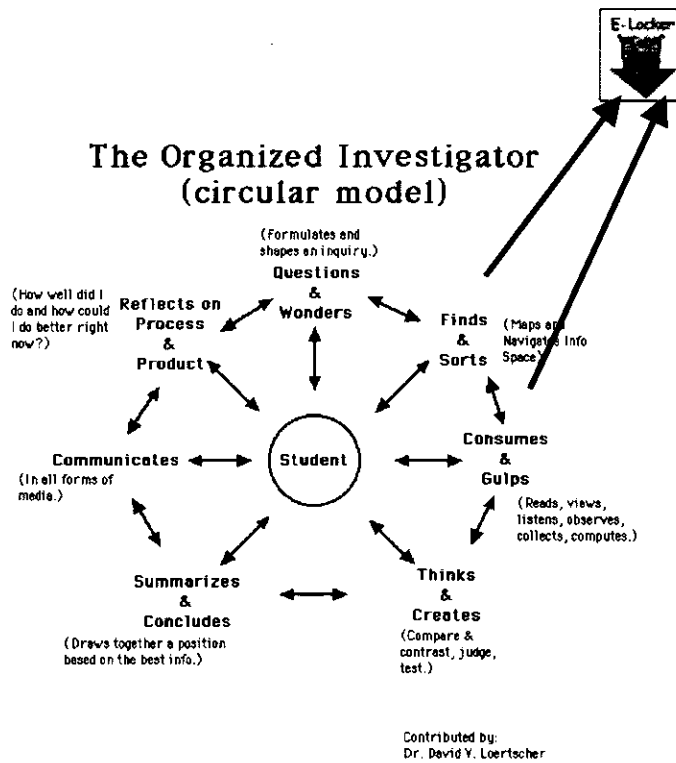 E-Locker
The Organized Investigator
(circular model)
(Formulates and
shapes an inquiry.)
Questions
&
Wonders
(How well did I
do and how could
I do better right
now?)
Reflects on
Process
&
Product
Finds
&
Sorts
(Maps and
Navigates Info
Space)
Communicates
(In all forms of
media.)
Student
Consumes
&
Gulps
(Reads, views,
listens, observes,
collects, computes.)
Summarizes
&
Concludes
(Draws together a position
based on the best info.)
Thinks
&
Creates
(Compare &
contrast, judge,
test.)
Contributed by:
Dr. David V. Loertscher